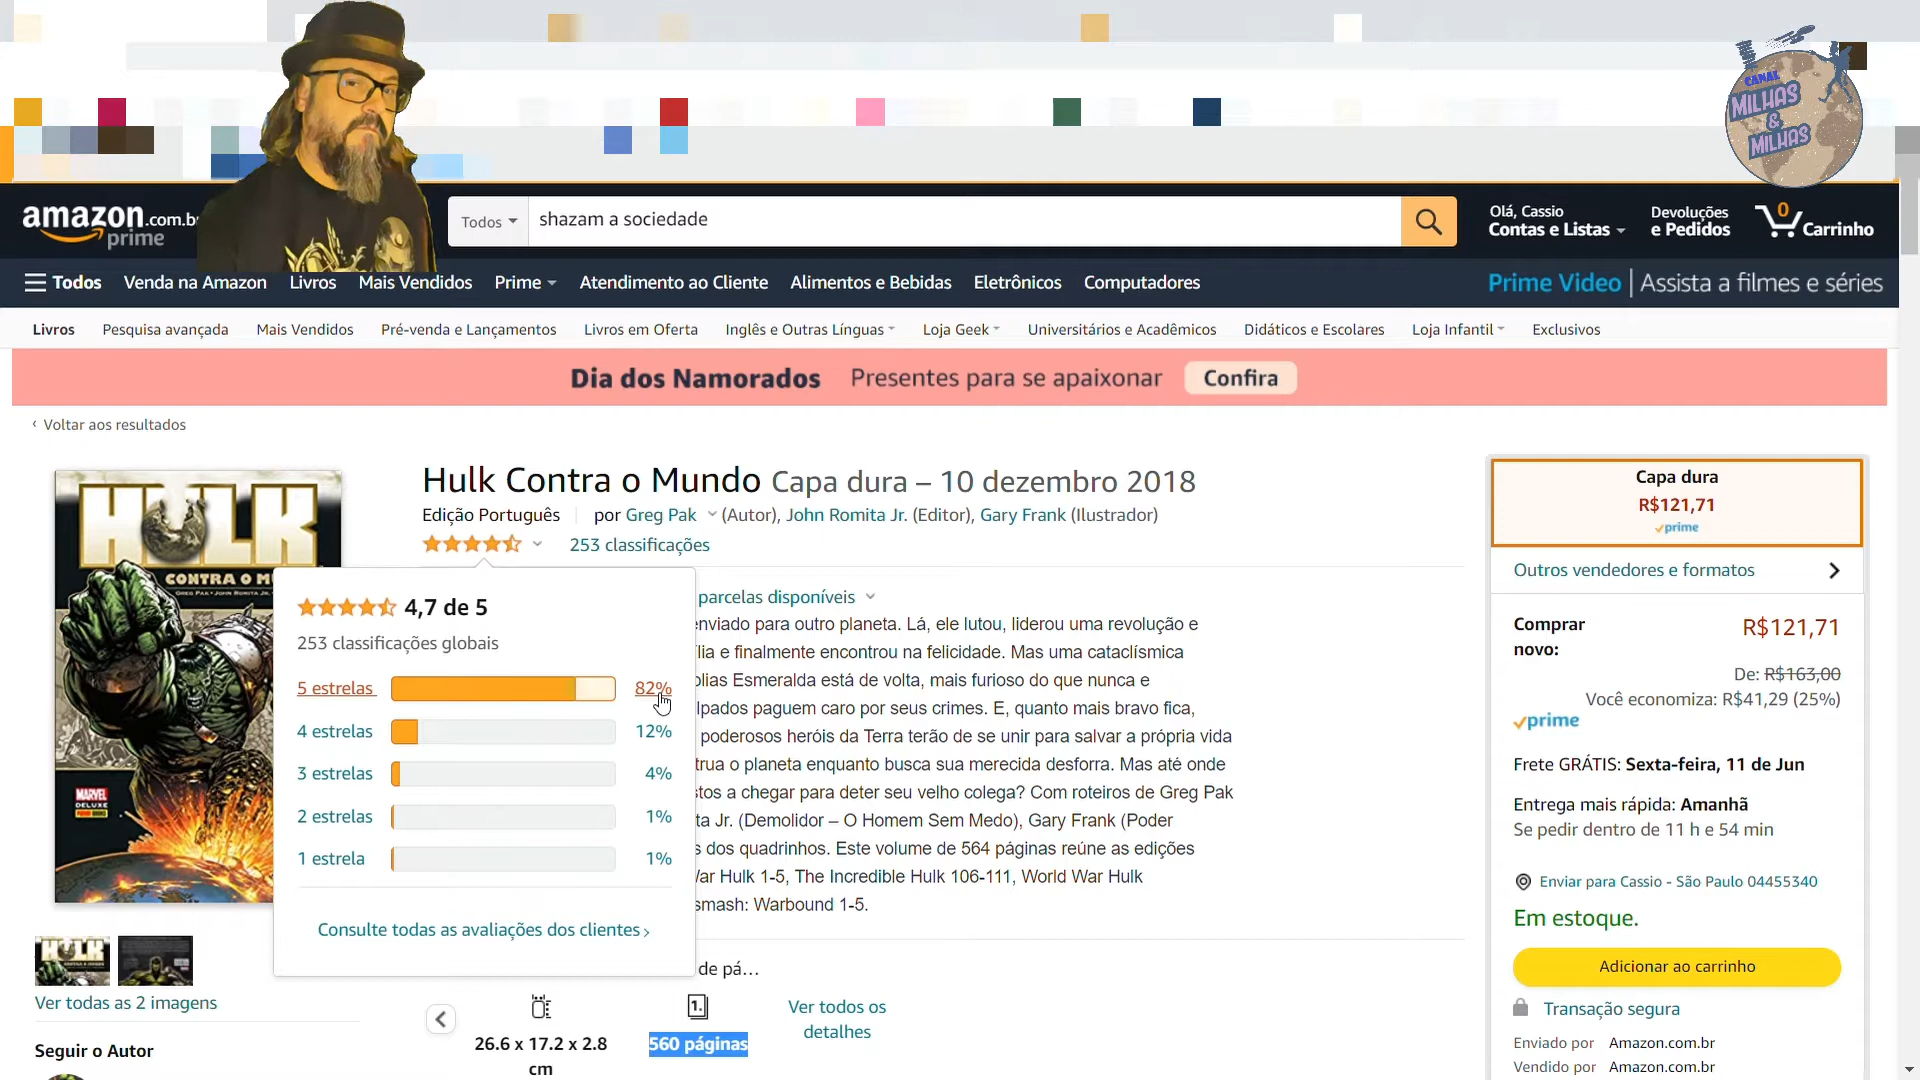 CANAL
MILHAS
&
MILHAS
amazon.com.b
prime
Todos
shazam a sociedade
Olá, Cassio
Contas e Listas
Devoluções
e Pedidos
0
Carrinho
Todos
Venda na Amazon
Livros
Mais Vendidos
Prime
Atendimento ao Cliente
Alimentos e Bebidas
Eletrônicos
Computadores
Prime Video | Assista a filmes e séries
Livros
Pesquisa avançada
Mais Vendidos
Pré-venda e Lançamentos
Livros em Oferta
Inglês e Outras Línguas
Loja Geek
Universitários e Acadêmicos
Didáticos e Escolares
Loja Infantil
Exclusivos
Dia dos Namorados Presentes para se apaixonar Confira
‹ Voltar aos resultados
HULK
CONTRA O M
GREG PAK · JOHN ROMITA JR.
MARVEL
DELUXE
Hulk Contra o Mundo Capa dura – 10 dezembro 2018
Edição Português | por Greg Pak (Autor), John Romita Jr. (Editor), Gary Frank (Ilustrador)
253 classificações
4,7 de 5
253 classificações globais
5 estrelas 82%
4 estrelas 12%
3 estrelas 4%
2 estrelas 1%
1 estrela 1%
Consulte todas as avaliações dos clientes ›
parcelas disponíveis
enviado para outro planeta. Lá, ele lutou, liderou uma revolução e
lia e finalmente encontrou na felicidade. Mas uma cataclísmica
olias Esmeralda está de volta, mais furioso do que nunca e
lpados paguem caro por seus crimes. E, quanto mais bravo fica,
poderosos heróis da Terra terão de se unir para salvar a própria vida
trua o planeta enquanto busca sua merecida desforra. Mas até onde
stos a chegar para deter seu velho colega? Com roteiros de Greg Pak
ta Jr. (Demolidor – O Homem Sem Medo), Gary Frank (Poder
s dos quadrinhos. Este volume de 564 páginas reúne as edições
ar Hulk 1-5, The Incredible Hulk 106-111, World War Hulk
smash: Warbound 1-5.
de pá…
26.6 x 17.2 x 2.8
cm
1.
560 páginas
Ver todos os
detalhes
HULK
Ver todas as 2 imagens
Seguir o Autor
Capa dura
R$121,71
prime
Outros vendedores e formatos
Comprar
novo:
R$121,71
De: R$163,00
Você economiza: R$41,29 (25%)
prime
Frete GRÁTIS: Sexta-feira, 11 de Jun
Entrega mais rápida: Amanhã
Se pedir dentro de 11 h e 54 min
Enviar para Cassio - São Paulo 04455340
Em estoque.
Adicionar ao carrinho
Transação segura
Enviado por Amazon.com.br
Vendido por Amazon.com.br